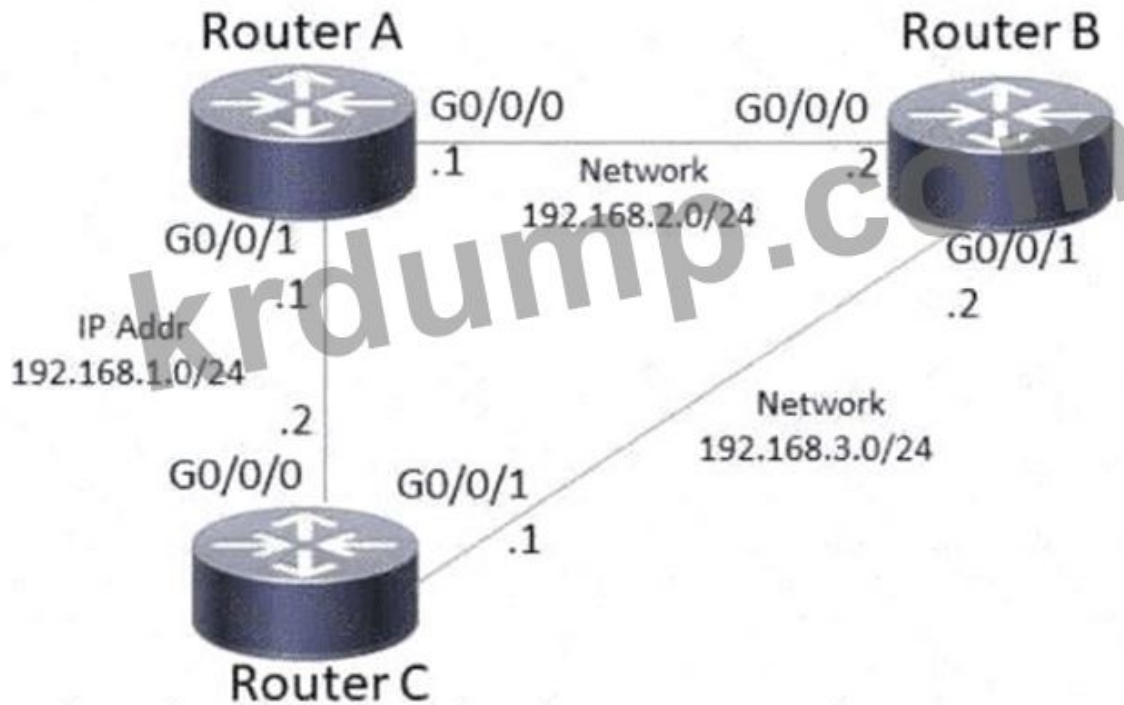 Router A
Router B
G0/0/0
G0/0/0
.1
.2
Network
192.168.2.0/24
G0/0/1
G0/0/1
.1
.2
krdump.com
IP Addr
192.168.1.0/24
Network
192.168.3.0/24
.2
G0/0/0
G0/0/1
.1
Router C